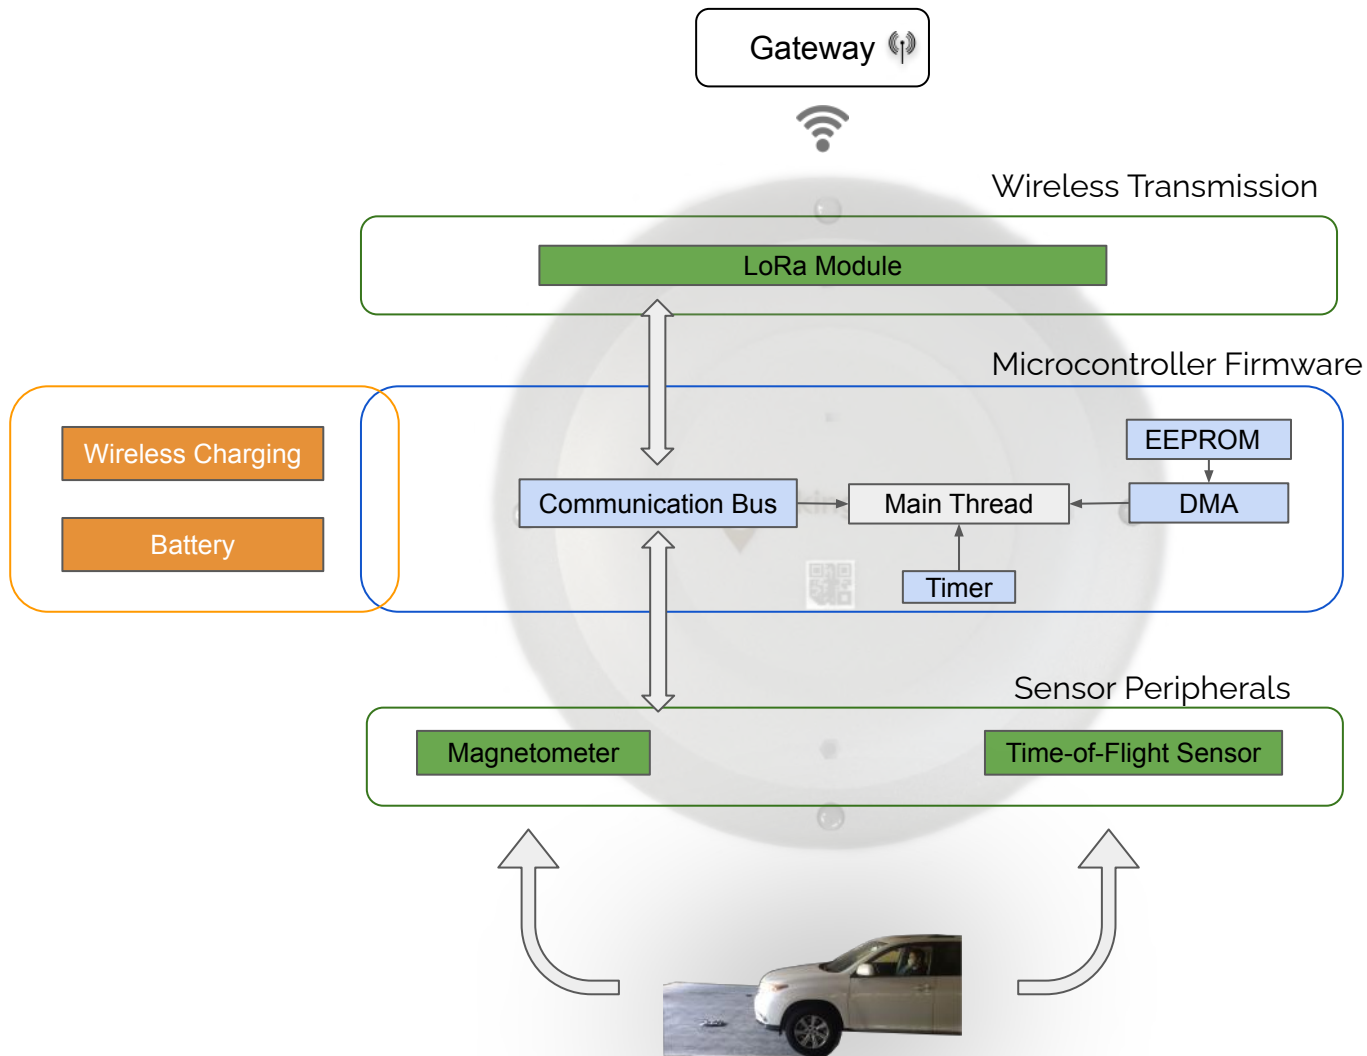 Gateway
Wireless Transmission
LoRa Module
Microcontroller Firmware
Wireless Charging
Battery
EEPROM
Communication Bus
Main Thread
DMA
Timer
Sensor Peripherals
Magnetometer
Time-of-Flight Sensor